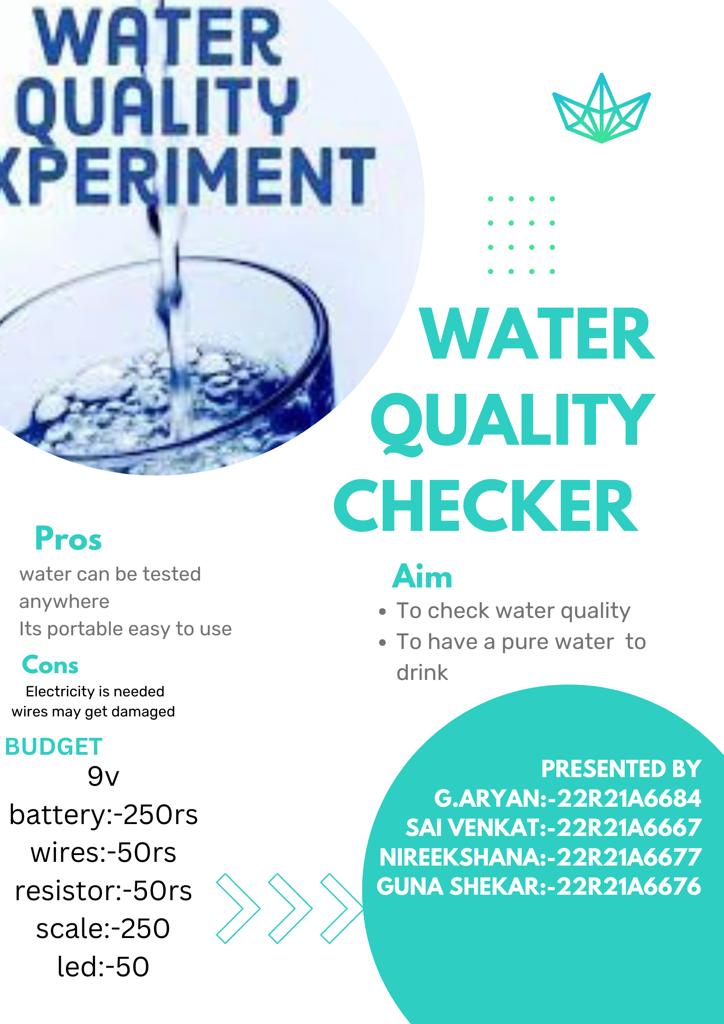 WATER
QUALITY
XPERIMENT
WATER
QUALITY
CHECKER
Pros
water can be tested
anywhere
Its portable easy to use
Cons
Electricity is needed
wires may get damaged
BUDGET
9v
battery:-250rs
wires:-50rs
resistor:-50rs
scale:-250
led:-50
Aim
• To check water quality
• To have a pure water  to
drink
PRESENTED BY
G.ARYAN:-22R21A6684
SAI VENKAT:-22R21A6667
NIREEKSHANA:-22R21A6677
GUNA SHEKAR:-22R21A6676